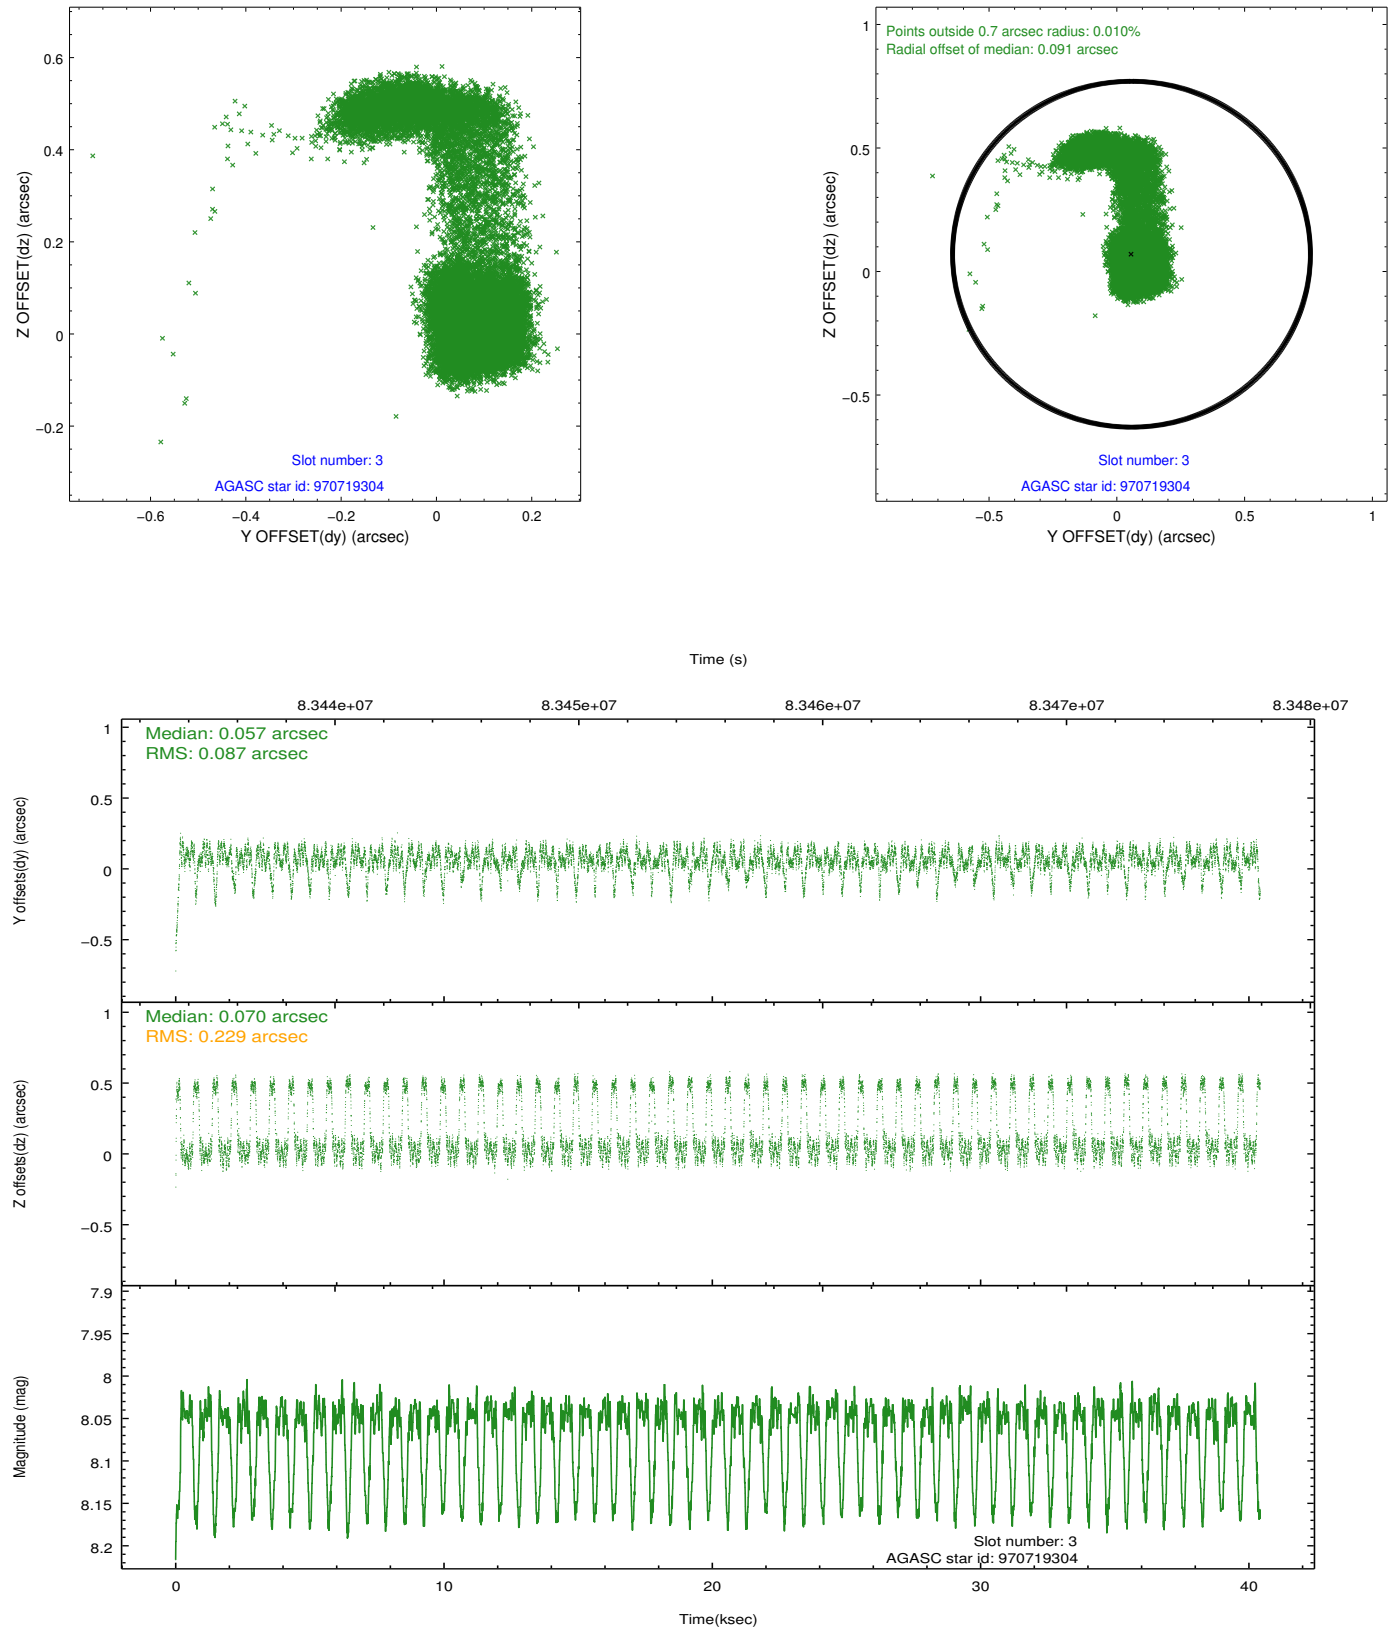 0.6
0.4
0.2
0
−0.2
Z OFFSET(dz) (arcsec)
Slot number: 3
AGASC star id: 970719304
−0.6 −0.4 −0.2 0 0.2
Y OFFSET(dy) (arcsec)
Points outside 0.7 arcsec radius: 0.010%
Radial offset of median: 0.091 arcsec
1
0.5
0
−0.5
Z OFFSET(dz) (arcsec)
Slot number: 3
AGASC star id: 970719304
−0.5 0 0.5 1
Y OFFSET(dy) (arcsec)
Time (s)
8.344e+07 8.345e+07 8.346e+07 8.347e+07 8.348e+07
Median: 0.057 arcsec
RMS: 0.087 arcsec
1
0.5
0
−0.5
Y offsets(dy) (arcsec)
Median: 0.070 arcsec
RMS: 0.229 arcsec
1
0.5
0
−0.5
Z offsets(dz) (arcsec)
7.9
7.95
8
8.05
8.1
8.15
8.2
Magnitude (mag)
Slot number: 3
AGASC star id: 970719304
0 10 20 30 40
Time(ksec)